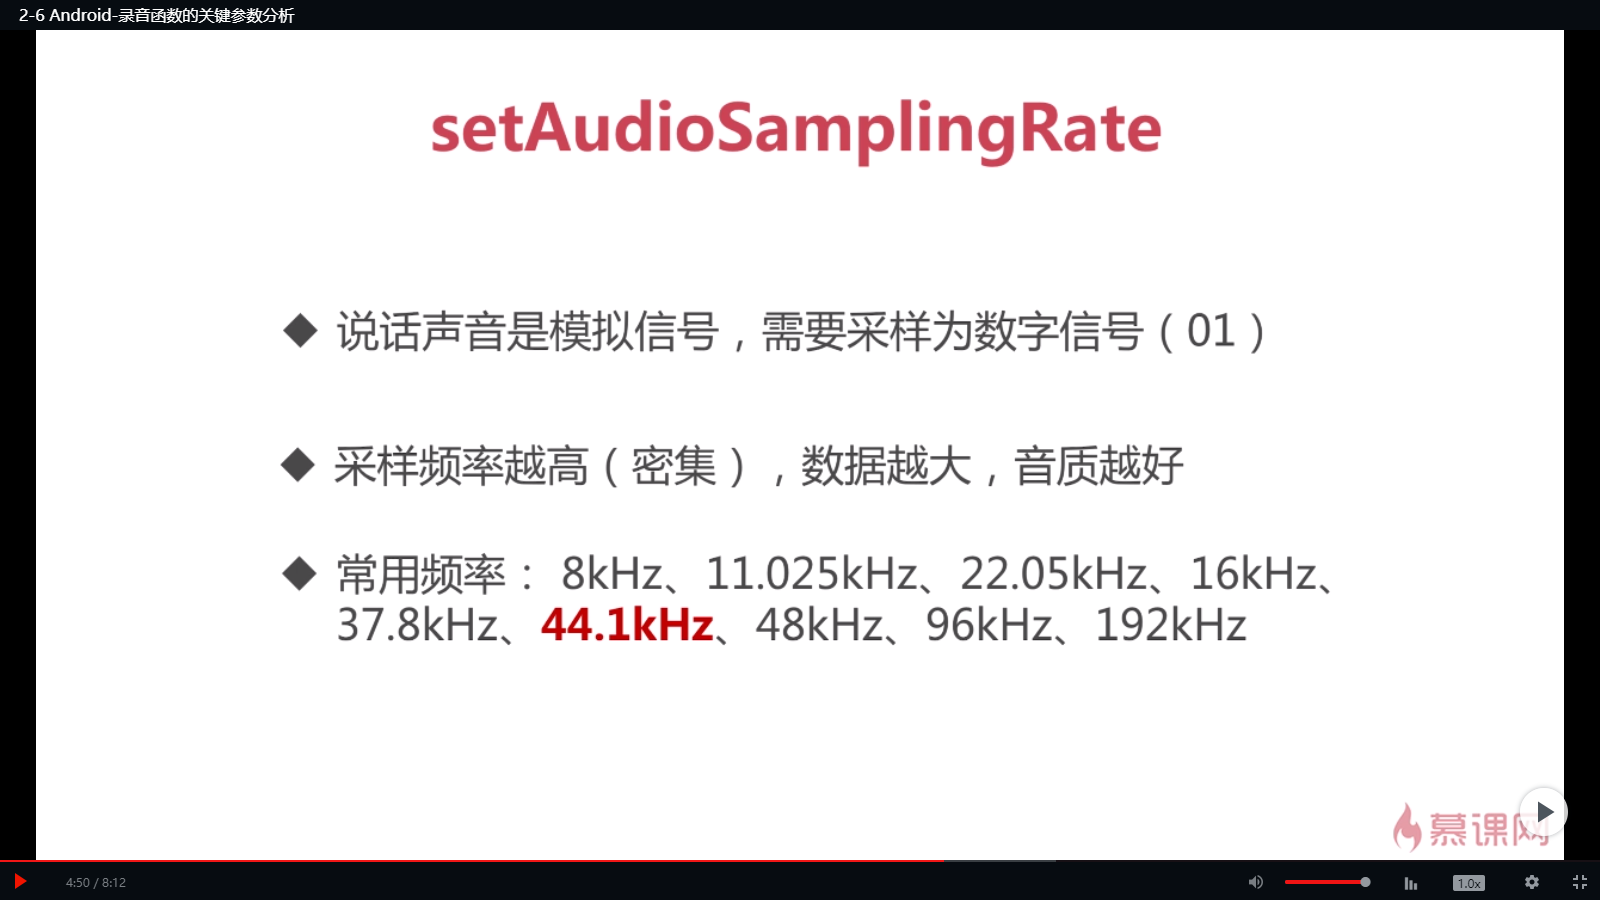 2-6 Android-录音函数的关键参数分析
setAudioSamplingRate
说话声音是模拟信号，需要采样为数字信号（01）
采样频率越高（密集），数据越大，音质越好
常用频率： 8kHz、11.025kHz、22.05kHz、16kHz、
37.8kHz、44.1kHz、48kHz、96kHz、192kHz
慕课网
4:50 / 8:12
1.0x